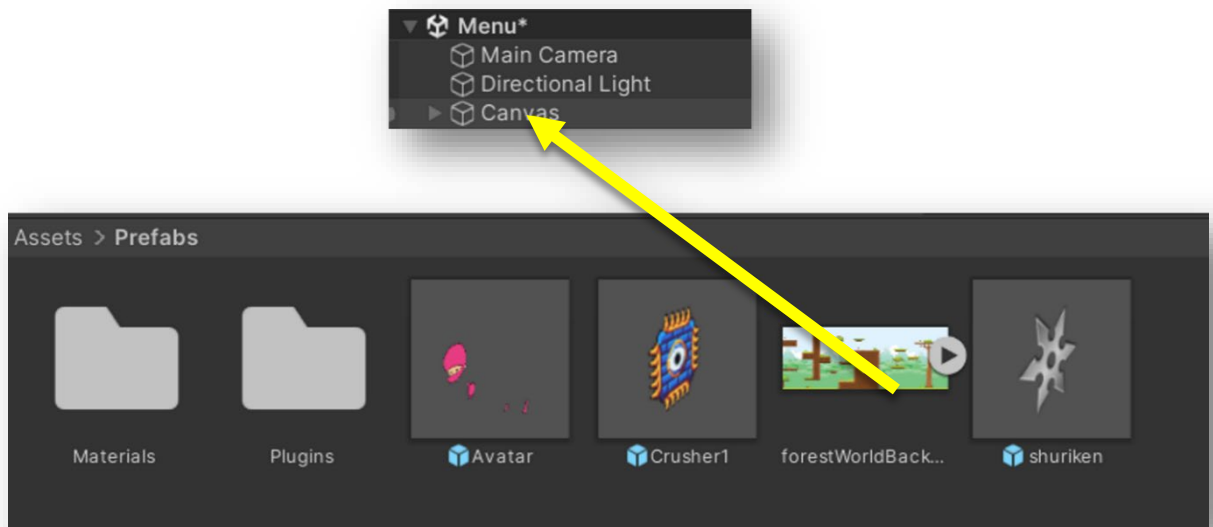 Menu*
Main Camera
Directional Light
Canvas
Assets > Prefabs
Materials
Plugins
Avatar
Crusher1
forestWorldBack...
shuriken